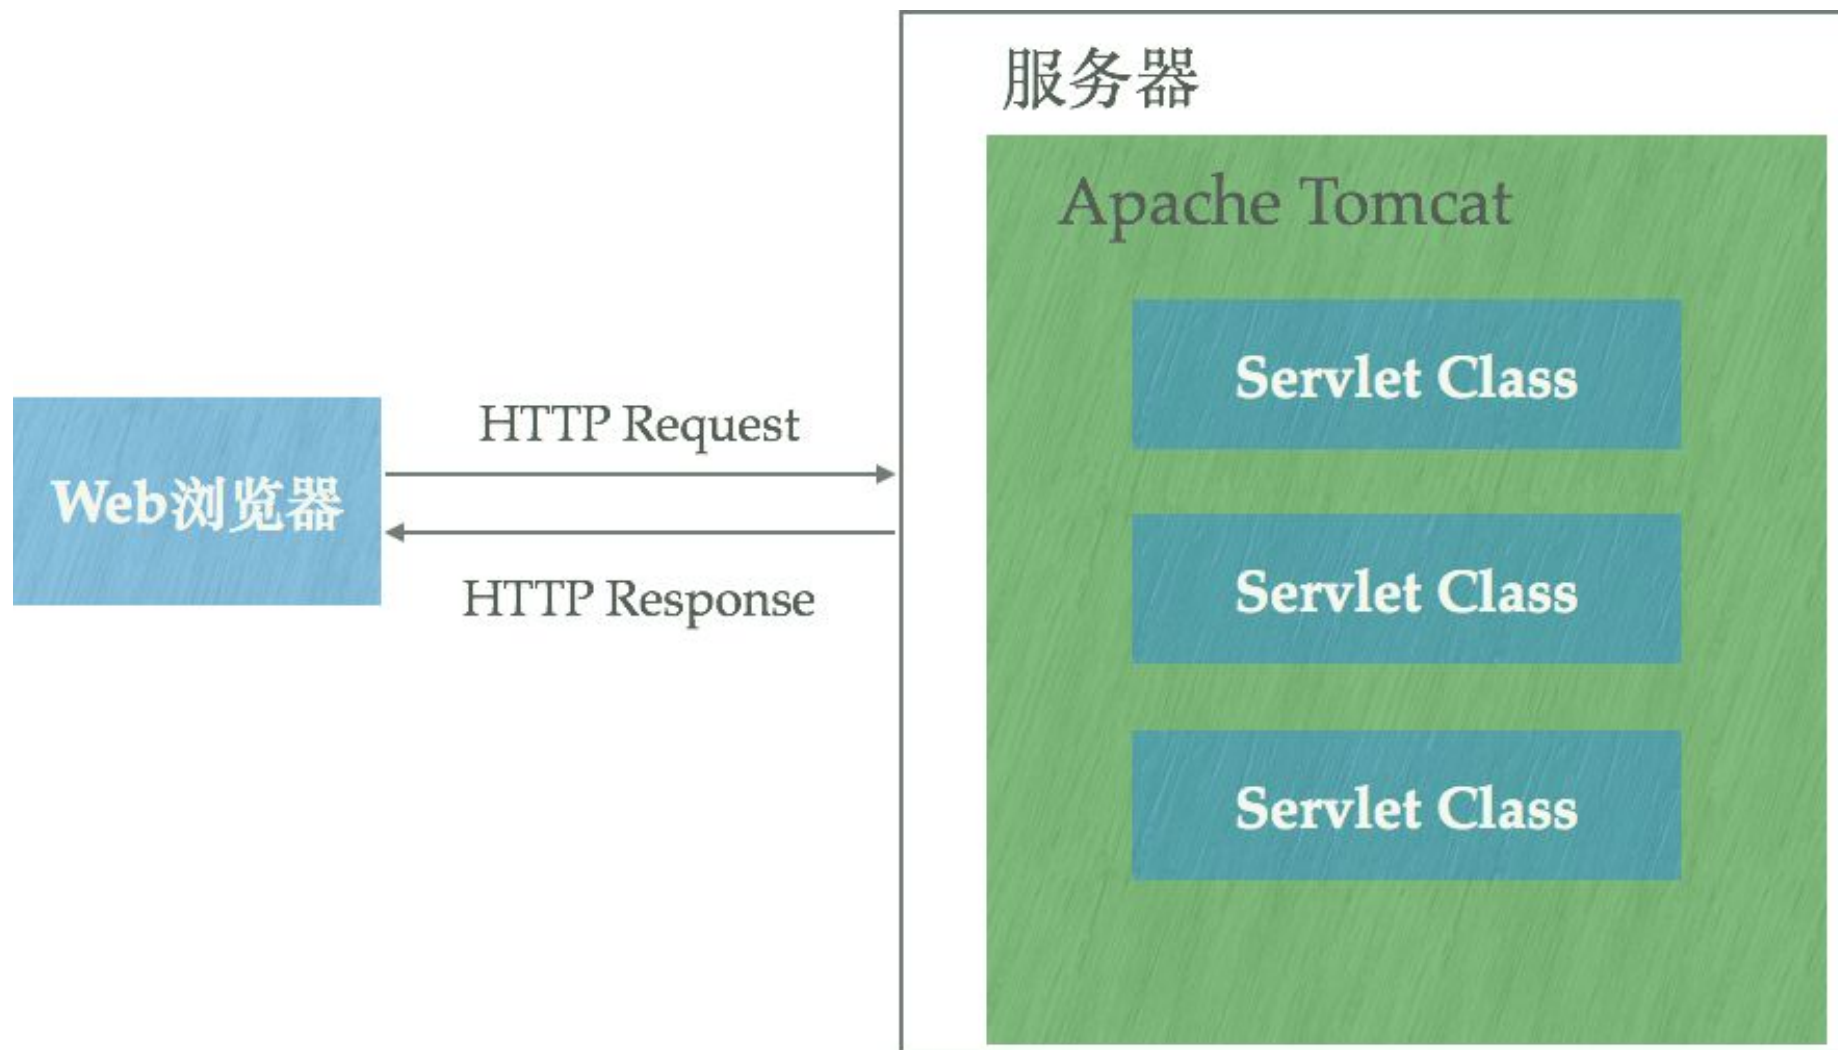 服务器
Apache Tomcat
Servlet Class
HTTP Request
Web浏览器
Servlet Class
HTTP Response
Servlet Class